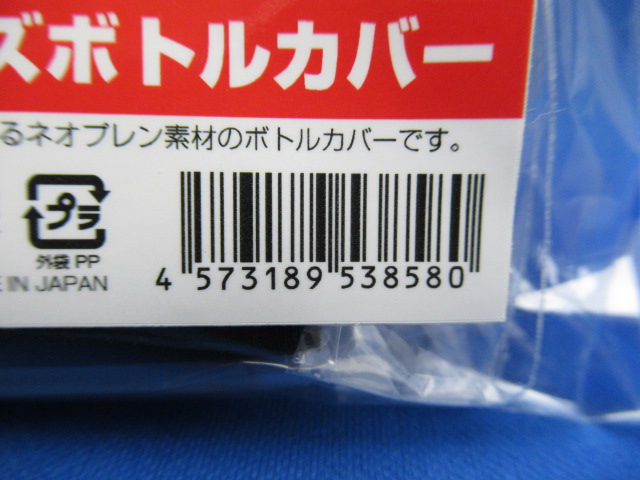 ズボトルカバー
るネオプレン素材のボトルカバーです。
プラ
外袋 PP
E IN JAPAN
4 573189 538580